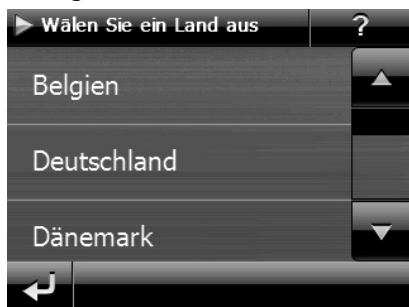 Wälen Sie ein Land aus
?
Belgien
Deutschland
Dänemark